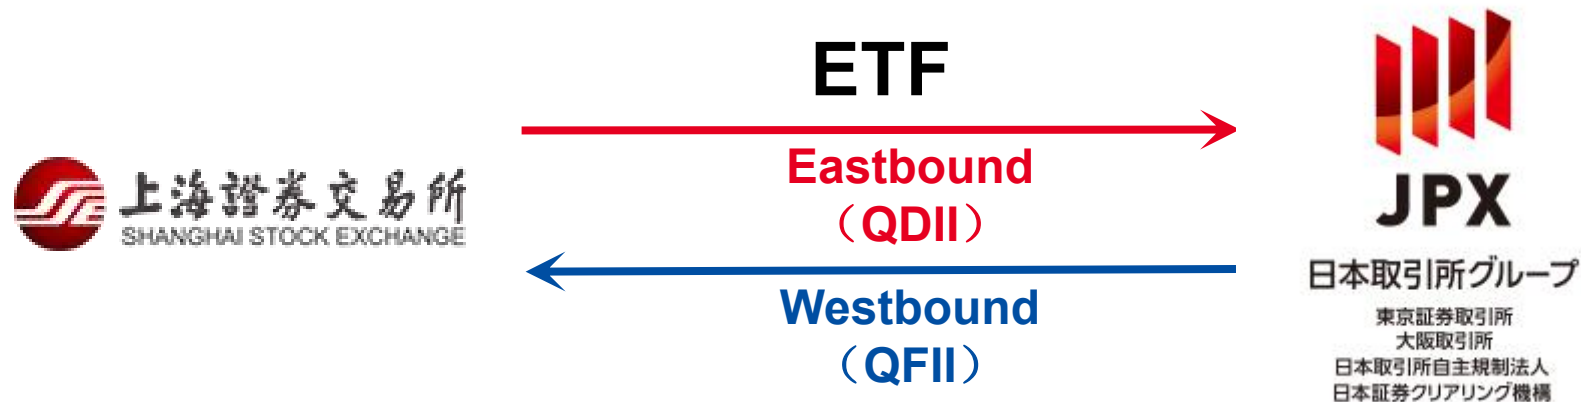 上海證券交易所
SHANGHAI STOCK EXCHANGE
ETF
Eastbound
（QDII）
Westbound
（QFII）
JPX
日本取引所グループ
東京証券取引所
大阪取引所
日本取引所自主規制法人
日本証券クリアリング機構